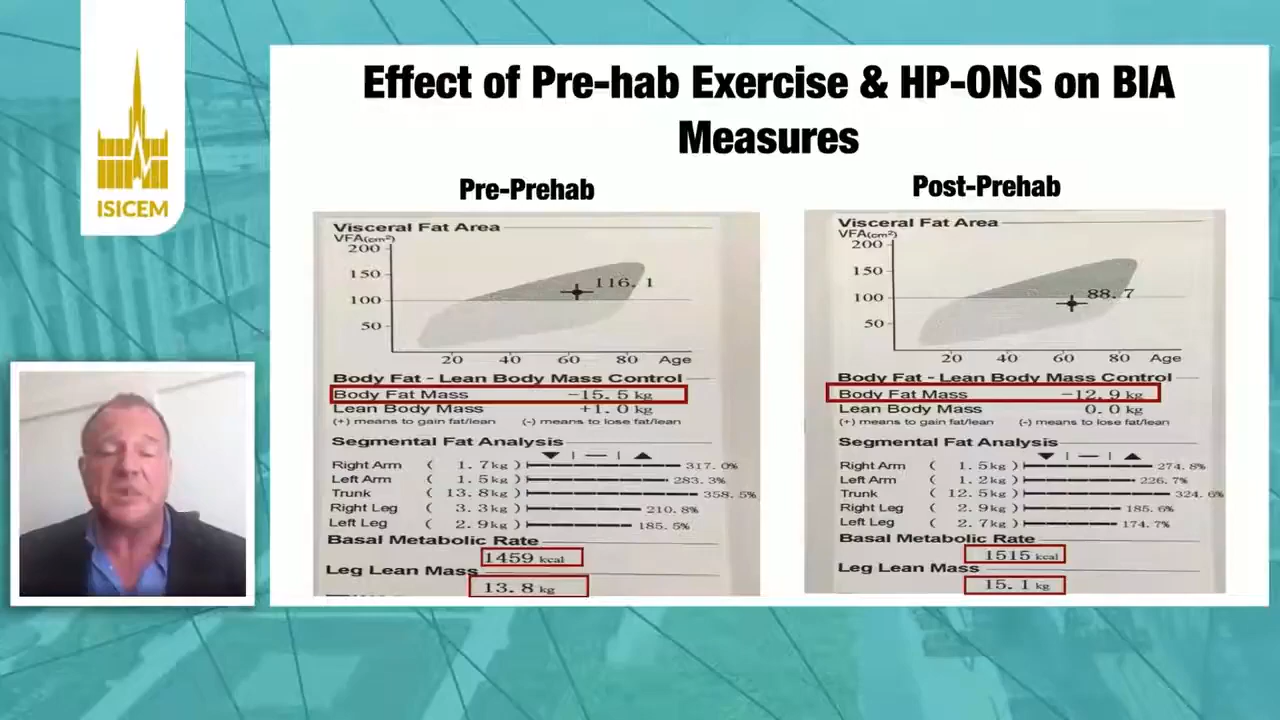 ISICEM
Effect of Pre-hab Exercise & HP-ONS on BIA
Measures
Pre-Prehab
Visceral Fat Area
VFA(cm²)
200
150
116. 1
100
50
20 40 60 80 Age
Body Fat - Lean Body Mass Control
Body Fat Mass −15. 5 kg
Lean Body Mass +1. 0 kg
(+) means to gain fat/lean (-) means to lose fat/lean
Segmental Fat Analysis
Right Arm ( 1. 7kg ) 317. 0%
Left Arm ( 1. 5kg ) 283. 3%
Trunk ( 13. 8kg ) 358. 5%
Right Leg ( 3. 3kg ) 210. 8%
Left Leg ( 2. 9kg ) 185. 5%
Basal Metabolic Rate
1459 kcal
Leg Lean Mass
13. 8 kg
Post-Prehab
Visceral Fat Area
VFA(cm²)
200
150
88. 7
100
50
20 40 60 80 Age
Body Fat - Lean Body Mass Control
Body Fat Mass −12. 9 kg
Lean Body Mass 0. 0 kg
(+) means to gain fat/lean (-) means to lose fat/lean
Segmental Fat Analysis
Right Arm ( 1. 5kg ) 274. 8%
Left Arm ( 1. 2kg ) 226. 7%
Trunk ( 12. 5kg ) 324. 6%
Right Leg ( 2. 9kg ) 185. 6%
Left Leg ( 2. 7kg ) 174. 7%
Basal Metabolic Rate
1515 kcal
Leg Lean Mass
15. 1 kg